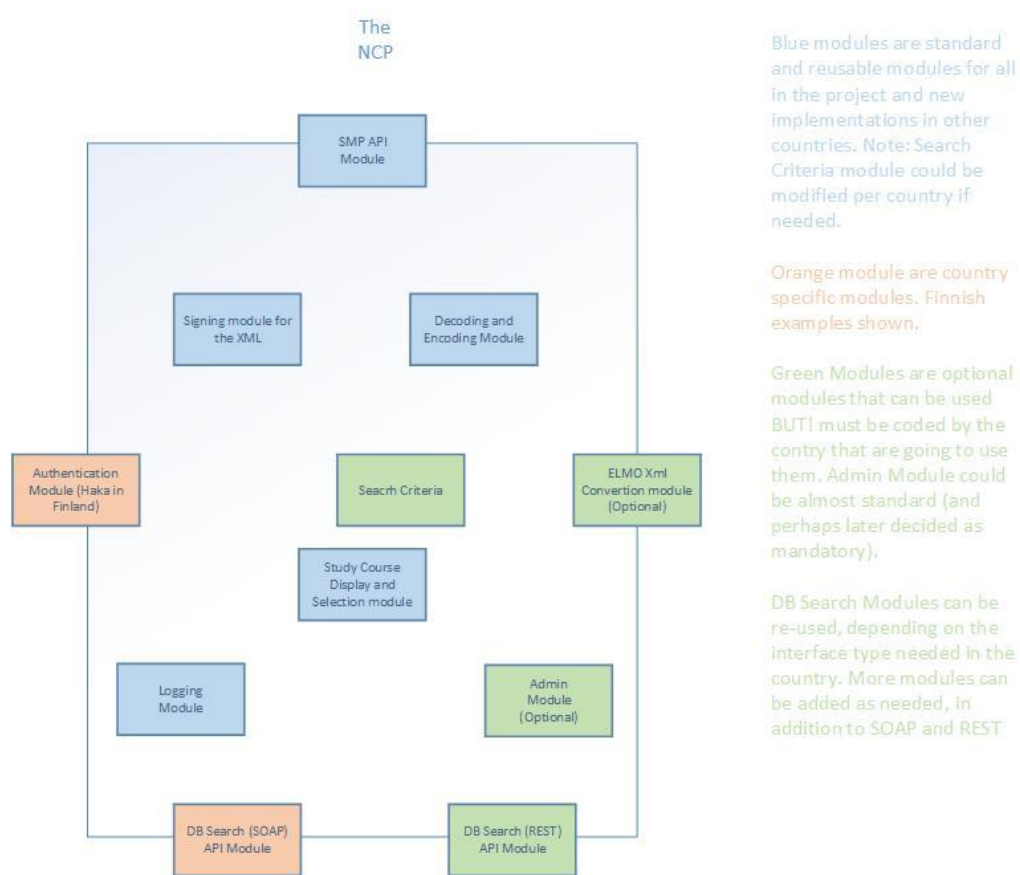 The
NCP
SMP API
Module
Signing module for
the XML
Decoding and
Encoding Module
Authentication
Module (Haka in
Finland)
Seacrh Criteria
ELMO Xml
Convertion module
(Optional)
Study Course
Display and
Selection module
Logging
Module
Admin
Module
(Optional)
DB Search (SOAP)
API Module
DB Search (REST)
API Module
Blue modules are standard
and reusable modules for all
in the project and new
implementations in other
countries. Note: Search
Criteria module could be
modified per country if
needed.
Orange module are country
specific modules. Finnish
examples shown.
Green Modules are optional
modules that can be used
BUT! must be coded by the
contry that are going to use
them. Admin Module could
be almost standard (and
perhaps later decided as
mandatory).
DB Search Modules can be
re-used, depending on the
interface type needed in the
country. More modules can
be added as needed, in
addition to SOAP and REST